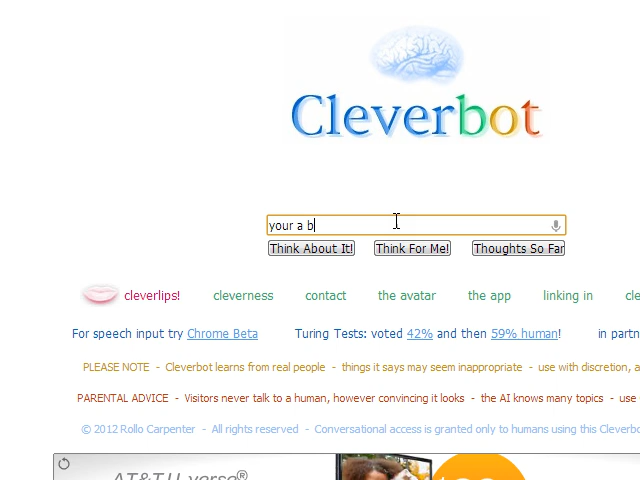 Cleverbot
your a b
Think About It! Think For Me! Thoughts So Far
cleverlips! cleverness contact the avatar the app linking in cle
For speech input try Chrome Beta Turing Tests: voted 42% and then 59% human! in partn
PLEASE NOTE - Cleverbot learns from real people - things it says may seem inappropriate - use with discretion, a
PARENTAL ADVICE - Visitors never talk to a human, however convincing it looks - the AI knows many topics - use
© 2012 Rollo Carpenter - All rights reserved - Conversational access is granted only to humans using this Cleverbo
AT&T U-verse®